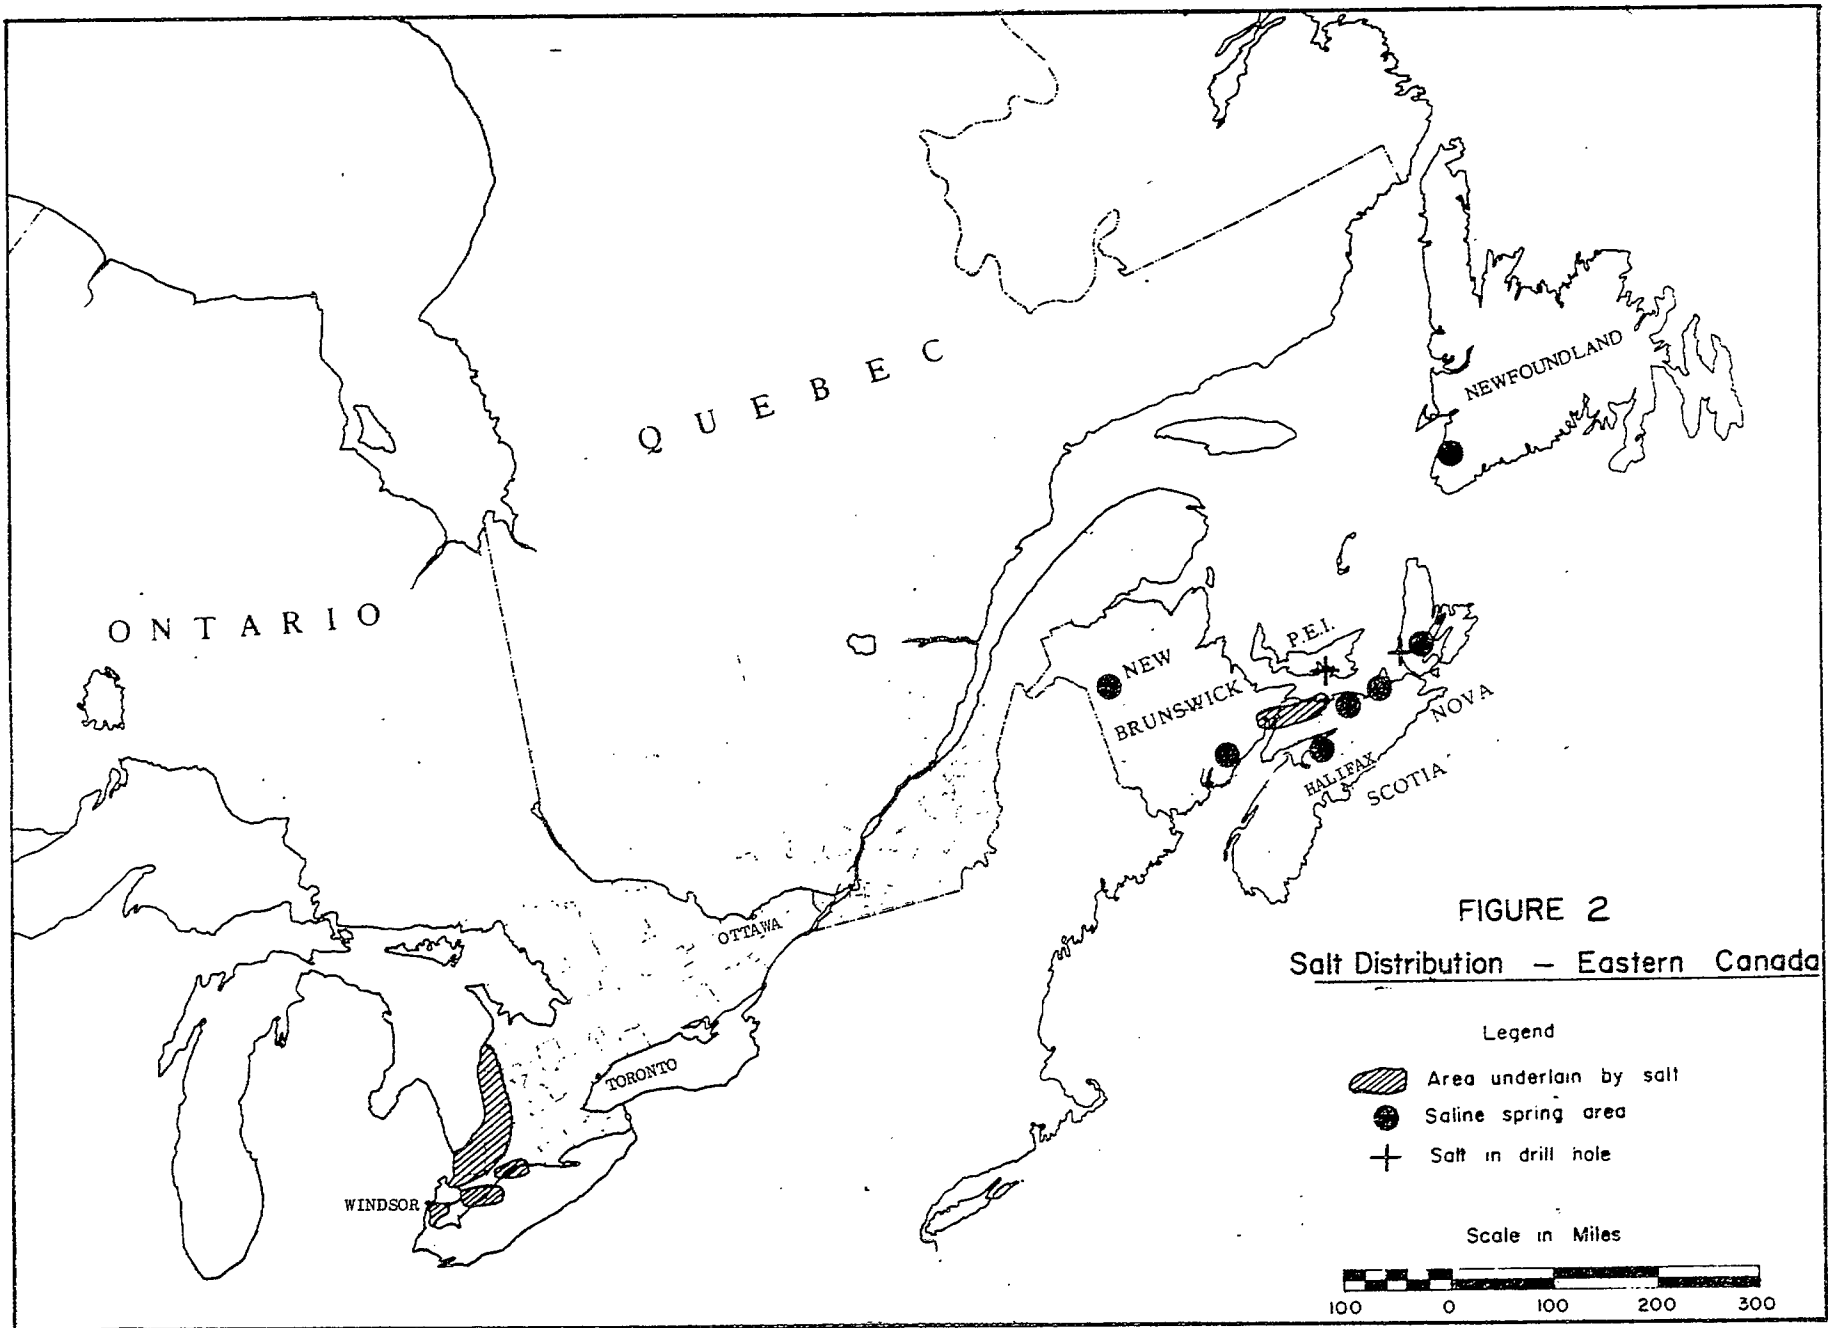 QUEBEC
NEWFOUNDLAND
ONTARIO
P.E.I.
NEW
BRUNSWICK
NOVA
SCOTIA
HALIFAX
OTTAWA
TORONTO
WINDSOR
FIGURE 2
Salt Distribution — Eastern Canada
Legend
Area underlain by salt
Saline spring area
Salt in drill hole
Scale in Miles
100 0 100 200 300